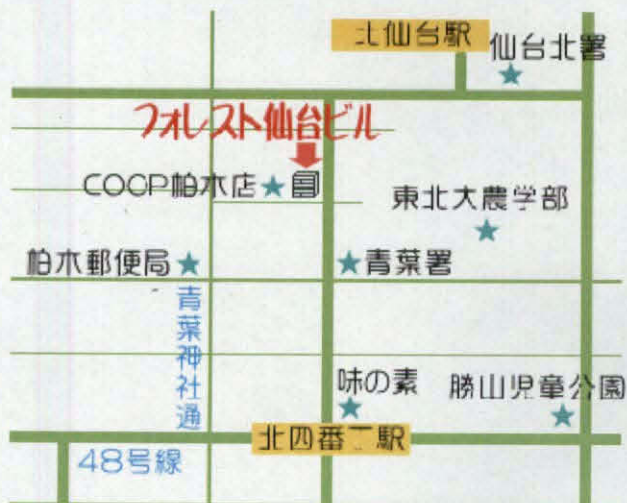 北仙台駅
仙台北署
フォレスト仙台ビル
COOP柏木店
東北大農学部
柏木郵便局
青葉署
青葉神社通
味の素
勝山児童公園
北四番丁駅
48号線